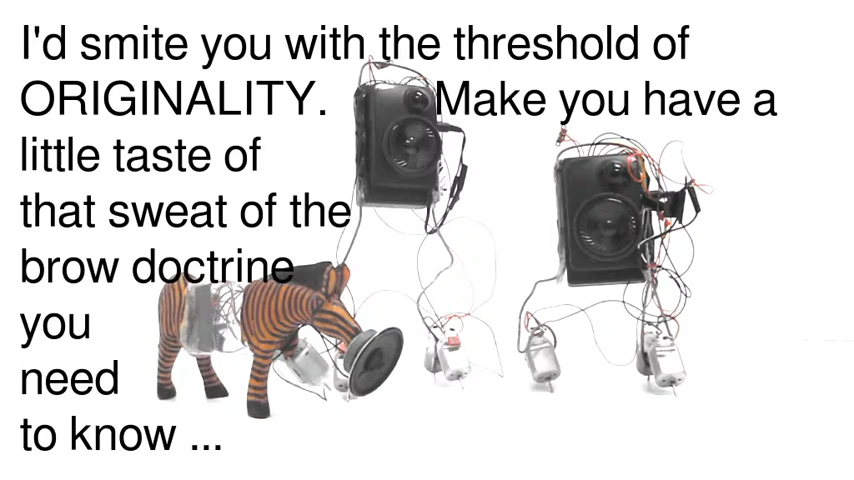 I'd smite you with the threshold of
ORIGINALITY. Make you have a
little taste of
that sweat of the
brow doctrine
you
need
to know ...